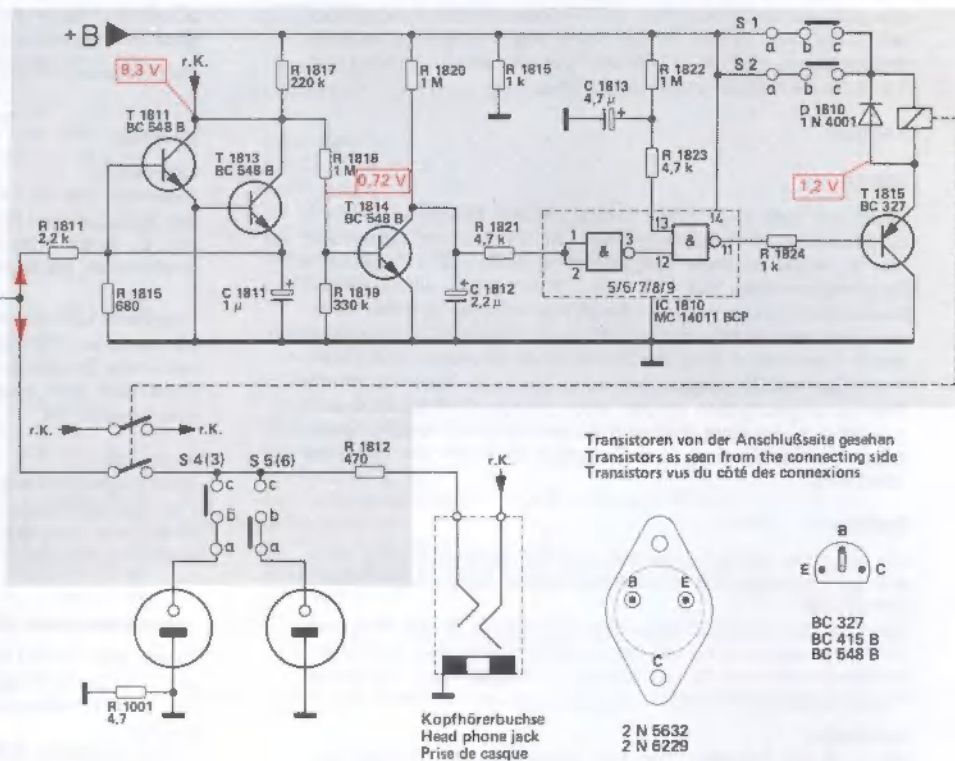 +B
S 1
a b c
S 2
a b c
9,3 V
r.K.
R 1817
220 k
R 1820
1 M
R 1815
1 k
C 1813
4,7 µ
+
R 1822
1 M
D 1810
1 N 4001
T 1811
BC 548 B
T 1813
BC 548 B
R 1818
1 M
0,72 V
T 1814
BC 548 B
R 1823
4,7 k
1,2 V
T 1815
BC 327
R 1811
2,2 k
R 1821
4,7 k
14
13
1
2
&
3
&
12
R 1824
1 k
R 1815
680
C 1811
1 µ
+
R 1819
330 k
+
C 1812
2,2 µ
5/6/7/8/9
IC 1810
MC 14011 BCP
r.K.
r.K.
S 4(3)
S 5(6)
R 1812
470
r.K.
c
b
a
c
b
a
R 1001
4,7
Kopfhörerbuchse
Head phone jack
Prise de casque
Transistoren von der Anschlußseite gesehan
Transistors as seen from the connecting side
Transistors vus du côté des connexions
B
E
C
2 N 5632
2 N 6229
B
E
C
BC 327
BC 415 B
BC 548 B